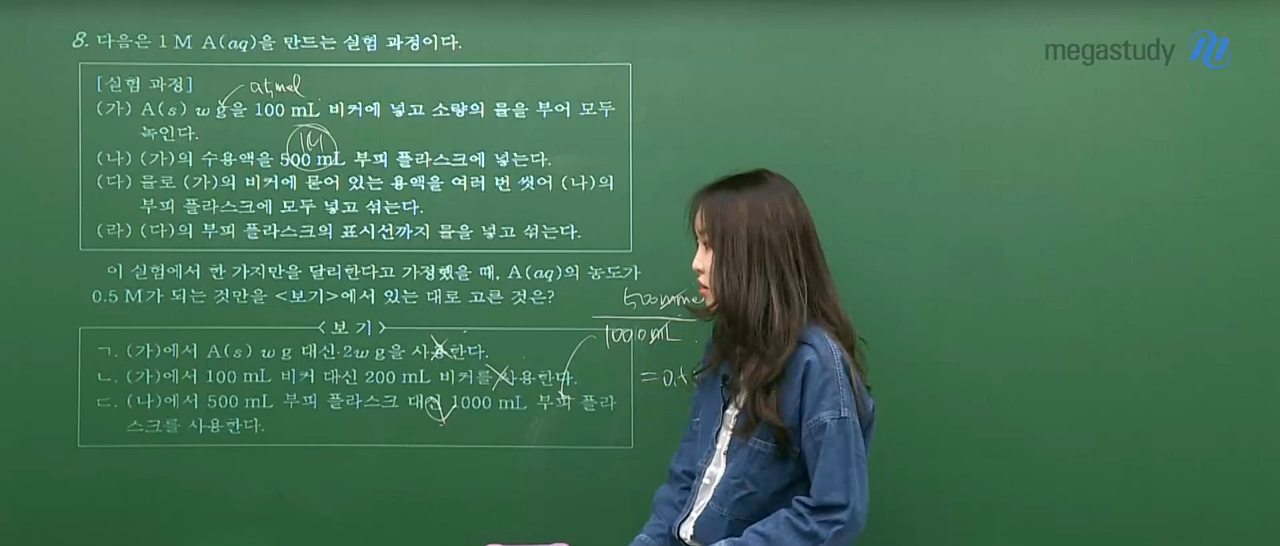 8. 다음은 1 M A(aq)을 만드는 실험 과정이다.
megastudy
[실험 과정]
(가) A(s) w g을 100 mL 비커에 넣고 소량의 물을 부어 모두
녹인다.
(나) (가)의 수용액을 500 mL 부피 플라스크에 넣는다.
(다) 물로 (가)의 비커에 묻어 있는 용액을 여러 번 씻어 (나)의
부피 플라스크에 모두 넣고 섞는다.
(라) (다)의 부피 플라스크의 표시선까지 물을 넣고 섞는다.
이 실험에서 한 가지만을 달리한다고 가정했을 때, A(aq)의 농도가
0.5 M가 되는 것만을 <보기>에서 있는 대로 고른 것은?
<보 기>
ㄱ. (가)에서 A(s) w g 대신 2w g을 사용한다.
ㄴ. (가)에서 100 mL 비커 대신 200 mL 비커를 사용한다.
ㄷ. (나)에서 500 mL 부피 플라스크 대신 1000 mL 부피 플라
스크를 사용한다.
1000mL